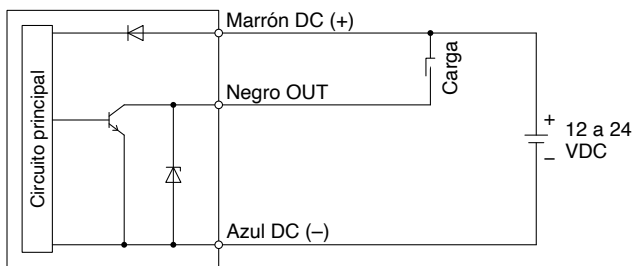 Marrón DC (+)
Circuito principal
Negro OUT
Carga
+
12 a 24
VDC
–
Azul DC (–)